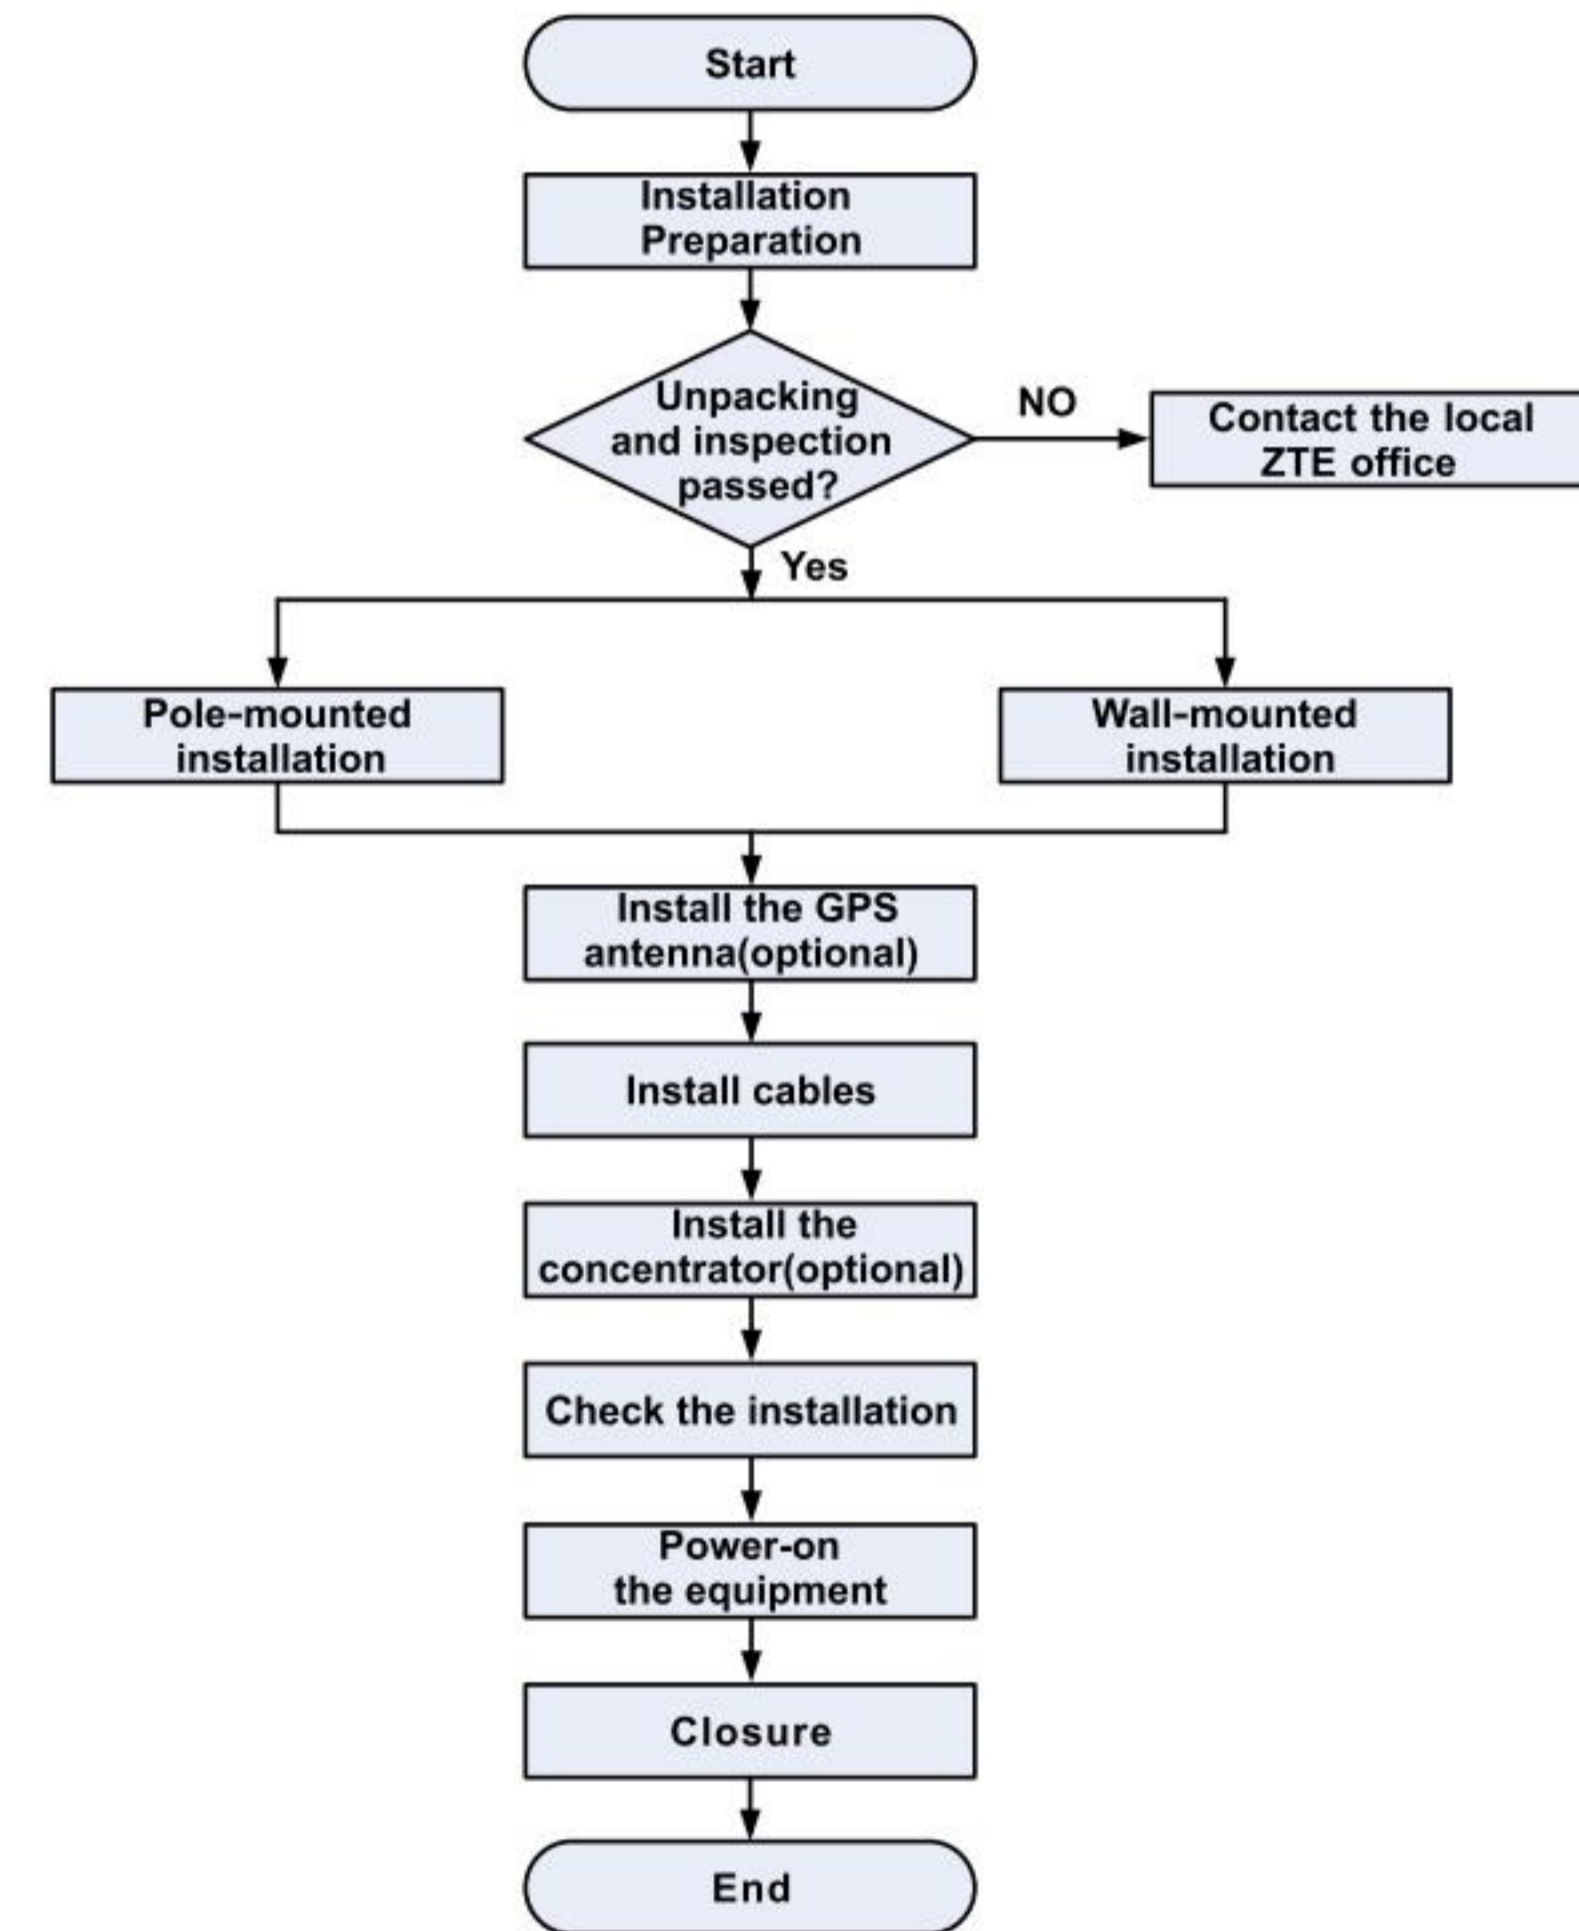 Start
Installation
Preparation
Unpacking
and inspection
passed?
NO
Contact the local
ZTE office
Yes
Pole-mounted
installation
Wall-mounted
installation
Install the GPS
antenna(optional)
Install cables
Install the
concentrator(optional)
Check the installation
Power-on
the equipment
Closure
End